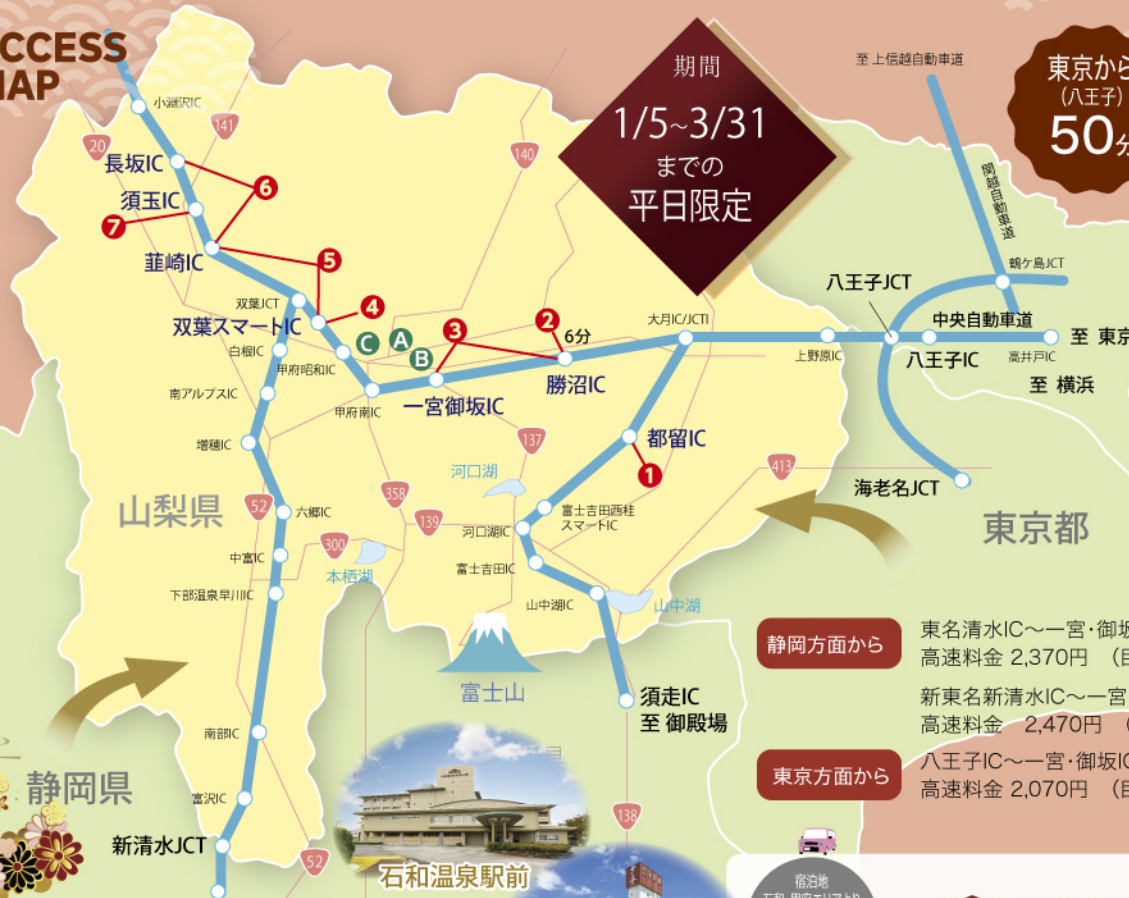 CCESS
MAP
期間
1/5~3/31
までの
平日限定
至 上信越自動車道
東京から
(八王子)
50分
小淵沢IC
141
20
140
長坂IC
関越自動車道
6
須玉IC
7
韮崎IC
5
鶴ケ島JCT
八王子JCT
双葉JCT
4
双葉スマートIC
3
2
6分
大月IC/JCTI
中央自動車道
至 東京
C
A
B
白根IC
甲府昭和IC
上野原IC
八王子IC
高井戸IC
勝沼IC
至 横浜
南アルプスIC
甲府南IC
一宮御坂IC
増穂IC
137
都留IC
413
河口湖
1
358
海老名JCT
山梨県
52
六郷IC
139
富士吉田西桂
スマートIC
河口湖IC
東京都
300
中富IC
本栖湖
富士吉田IC
下部温泉早川IC
山中湖IC
山中湖
静岡方面から
東名清水IC～一宮・御坂
高速料金 2,370円 (目
富士山
須走IC
至 御殿場
新東名新清水IC～一宮
高速料金 2,470円 (
南部IC
東京方面から
八王子IC～一宮・御坂IC
高速料金 2,070円 (目
静岡県
富沢IC
138
新清水JCT
52
石和温泉駅前
宿泊地
石和・甲府エリアより